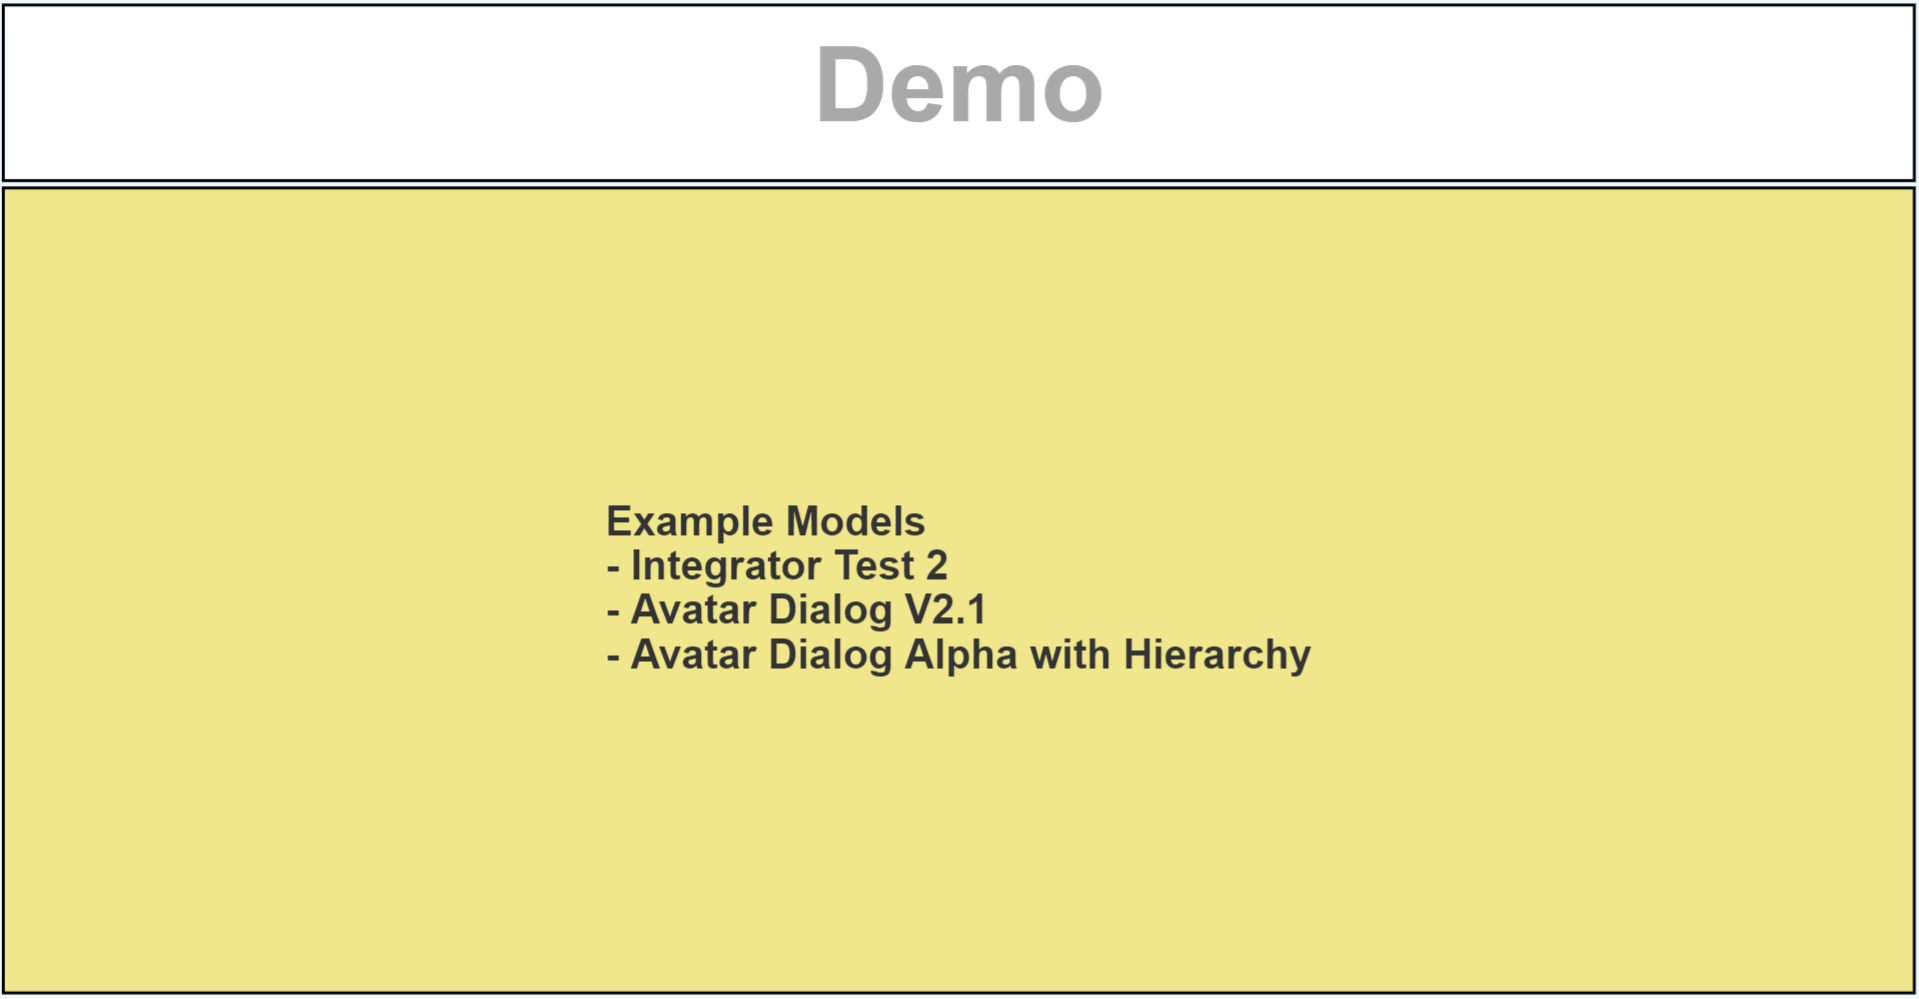 Demo
Example Models
- Integrator Test 2
- Avatar Dialog V2.1
- Avatar Dialog Alpha with Hierarchy